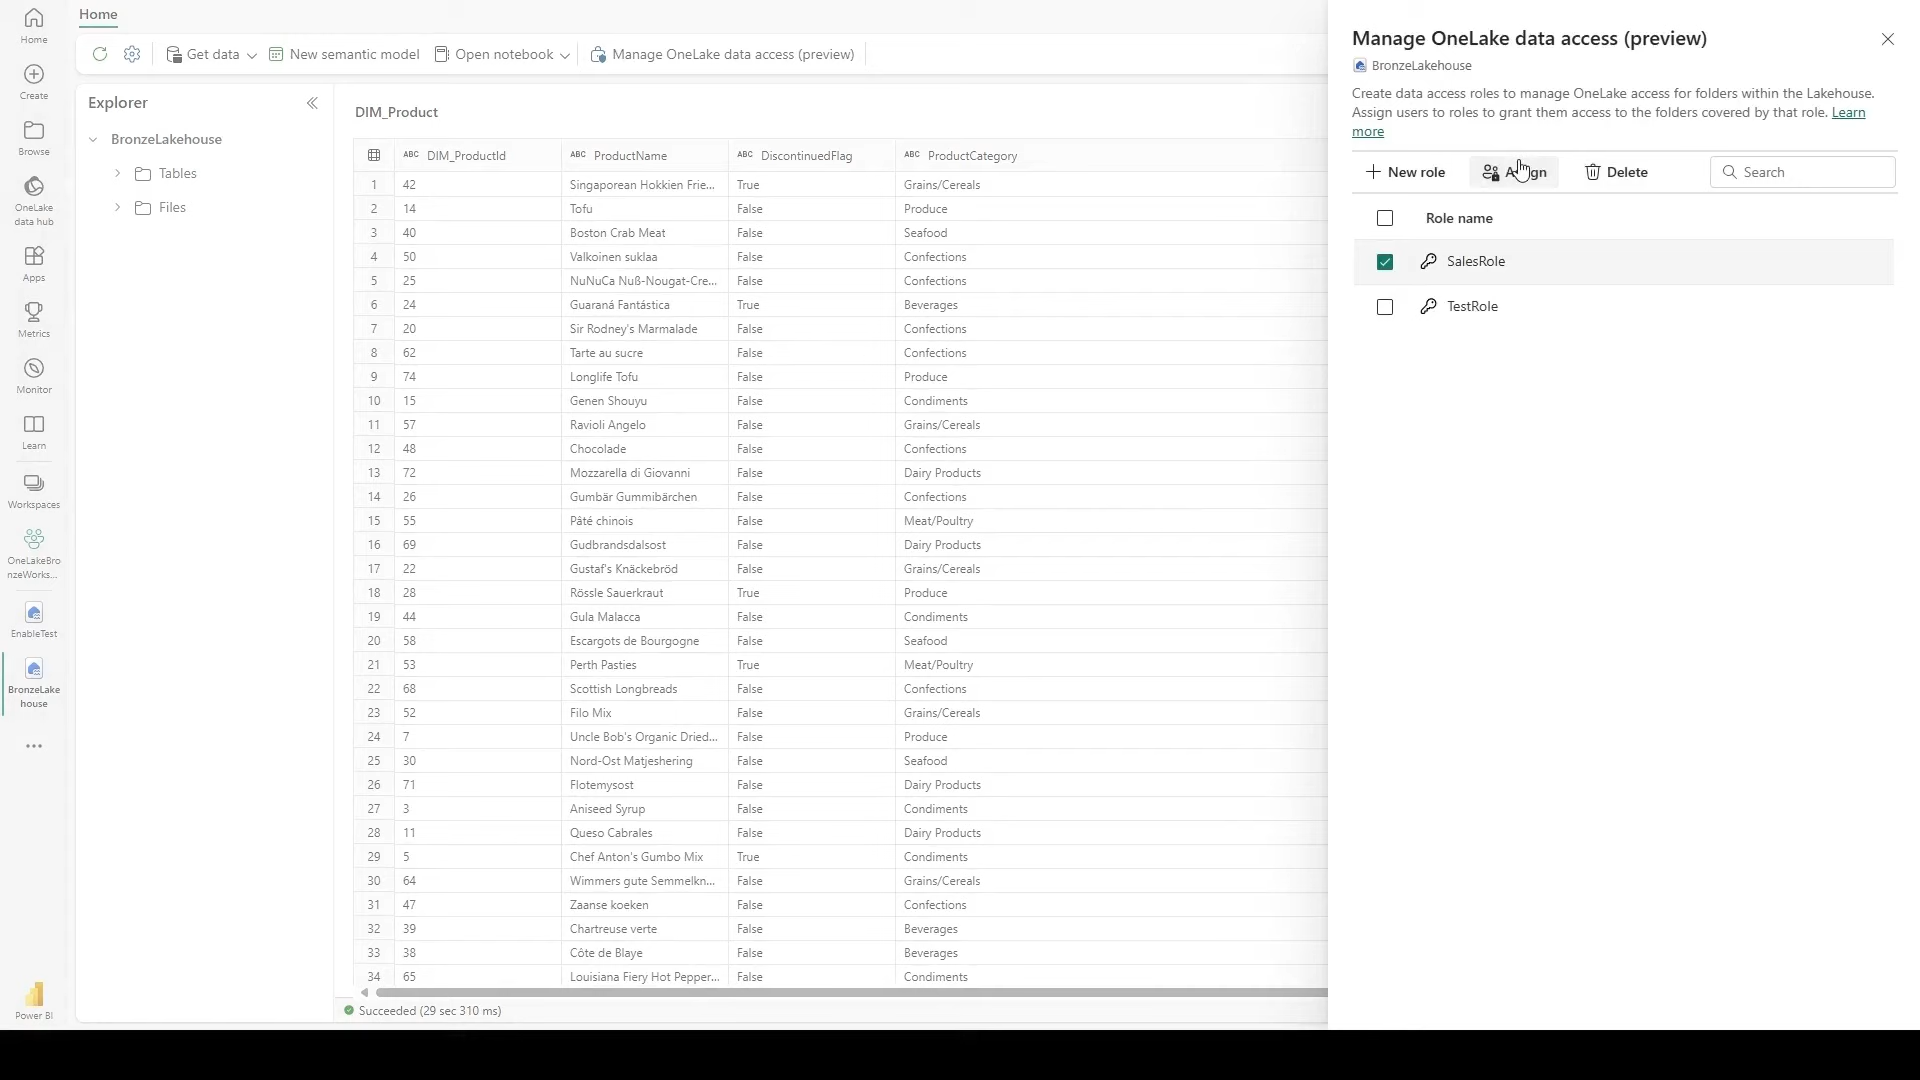 Home
Create
Browse
OneLake
data hub
Apps
Metrics
Monitor
Learn
Workspaces
OneLakeBro
nzeWorks...
EnableTest
BronzeLake
house
Power BI
Home
Get data
New semantic model
Open notebook
Manage OneLake data access (preview)
Explorer
BronzeLakehouse
Tables
Files
DIM_Product
ABC DIM_ProductId ABC ProductName ABC DiscontinuedFlag ABC ProductCategory
1 42 Singaporean Hokkien Frie... True Grains/Cereals
2 14 Tofu False Produce
3 40 Boston Crab Meat False Seafood
4 50 Valkoinen suklaa False Confections
5 25 NuNuCa Nuß-Nougat-Cre... False Confections
6 24 Guaraná Fantástica True Beverages
7 20 Sir Rodney's Marmalade False Confections
8 62 Tarte au sucre False Confections
9 74 Longlife Tofu False Produce
10 15 Genen Shouyu False Condiments
11 57 Ravioli Angelo False Grains/Cereals
12 48 Chocolade False Confections
13 72 Mozzarella di Giovanni False Dairy Products
14 26 Gumbär Gummibärchen False Confections
15 55 Pâté chinois False Meat/Poultry
16 69 Gudbrandsdalsost False Dairy Products
17 22 Gustaf's Knäckebröd False Grains/Cereals
18 28 Rössle Sauerkraut True Produce
19 44 Gula Malacca False Condiments
20 58 Escargots de Bourgogne False Seafood
21 53 Perth Pasties True Meat/Poultry
22 68 Scottish Longbreads False Confections
23 52 Filo Mix False Grains/Cereals
24 7 Uncle Bob's Organic Dried... False Produce
25 30 Nord-Ost Matjeshering False Seafood
26 71 Flotemysost False Dairy Products
27 3 Aniseed Syrup False Condiments
28 11 Queso Cabrales False Dairy Products
29 5 Chef Anton's Gumbo Mix True Condiments
30 64 Wimmers gute Semmelkn... False Grains/Cereals
31 47 Zaanse koeken False Confections
32 39 Chartreuse verte False Beverages
33 38 Côte de Blaye False Beverages
34 65 Louisiana Fiery Hot Pepper... False Condiments
Succeeded (29 sec 310 ms)
Manage OneLake data access (preview)
BronzeLakehouse
Create data access roles to manage OneLake access for folders within the Lakehouse.
Assign users to roles to grant them access to the folders covered by that role. Learn
more
New role
Delete
Search
Role name
SalesRole
TestRole